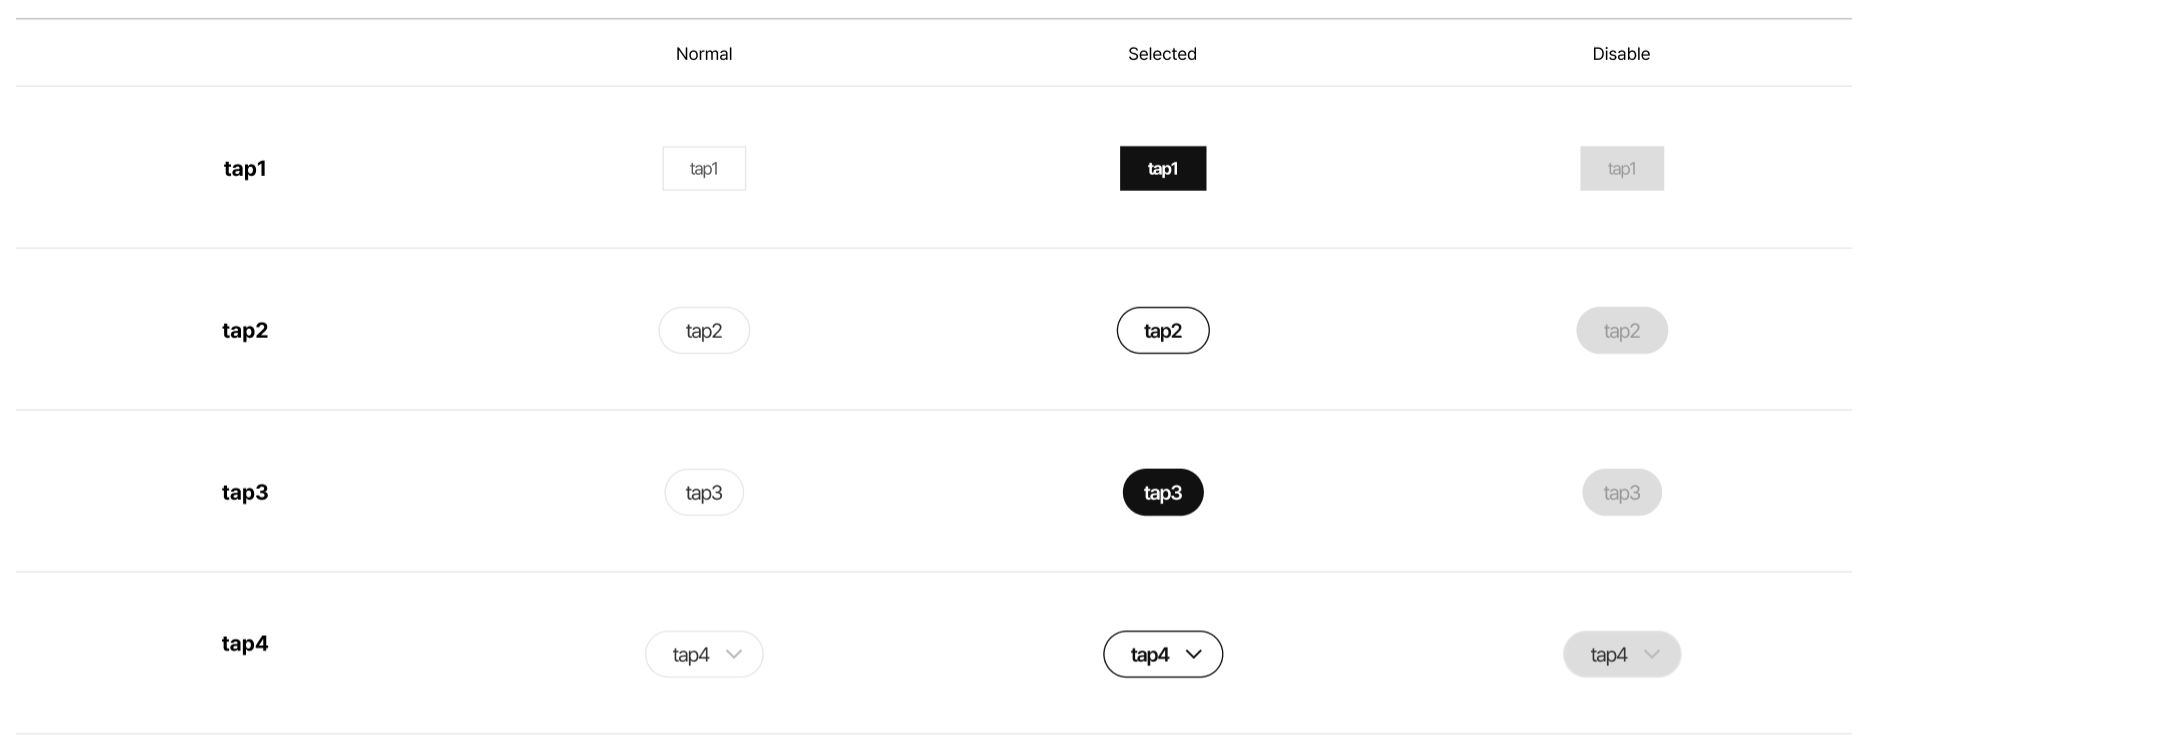 Normal Selected Disable
tap1 tap1 tap1 tap1
tap2 tap2 tap2 tap2
tap3 tap3 tap3 tap3
tap4 tap4 tap4 tap4